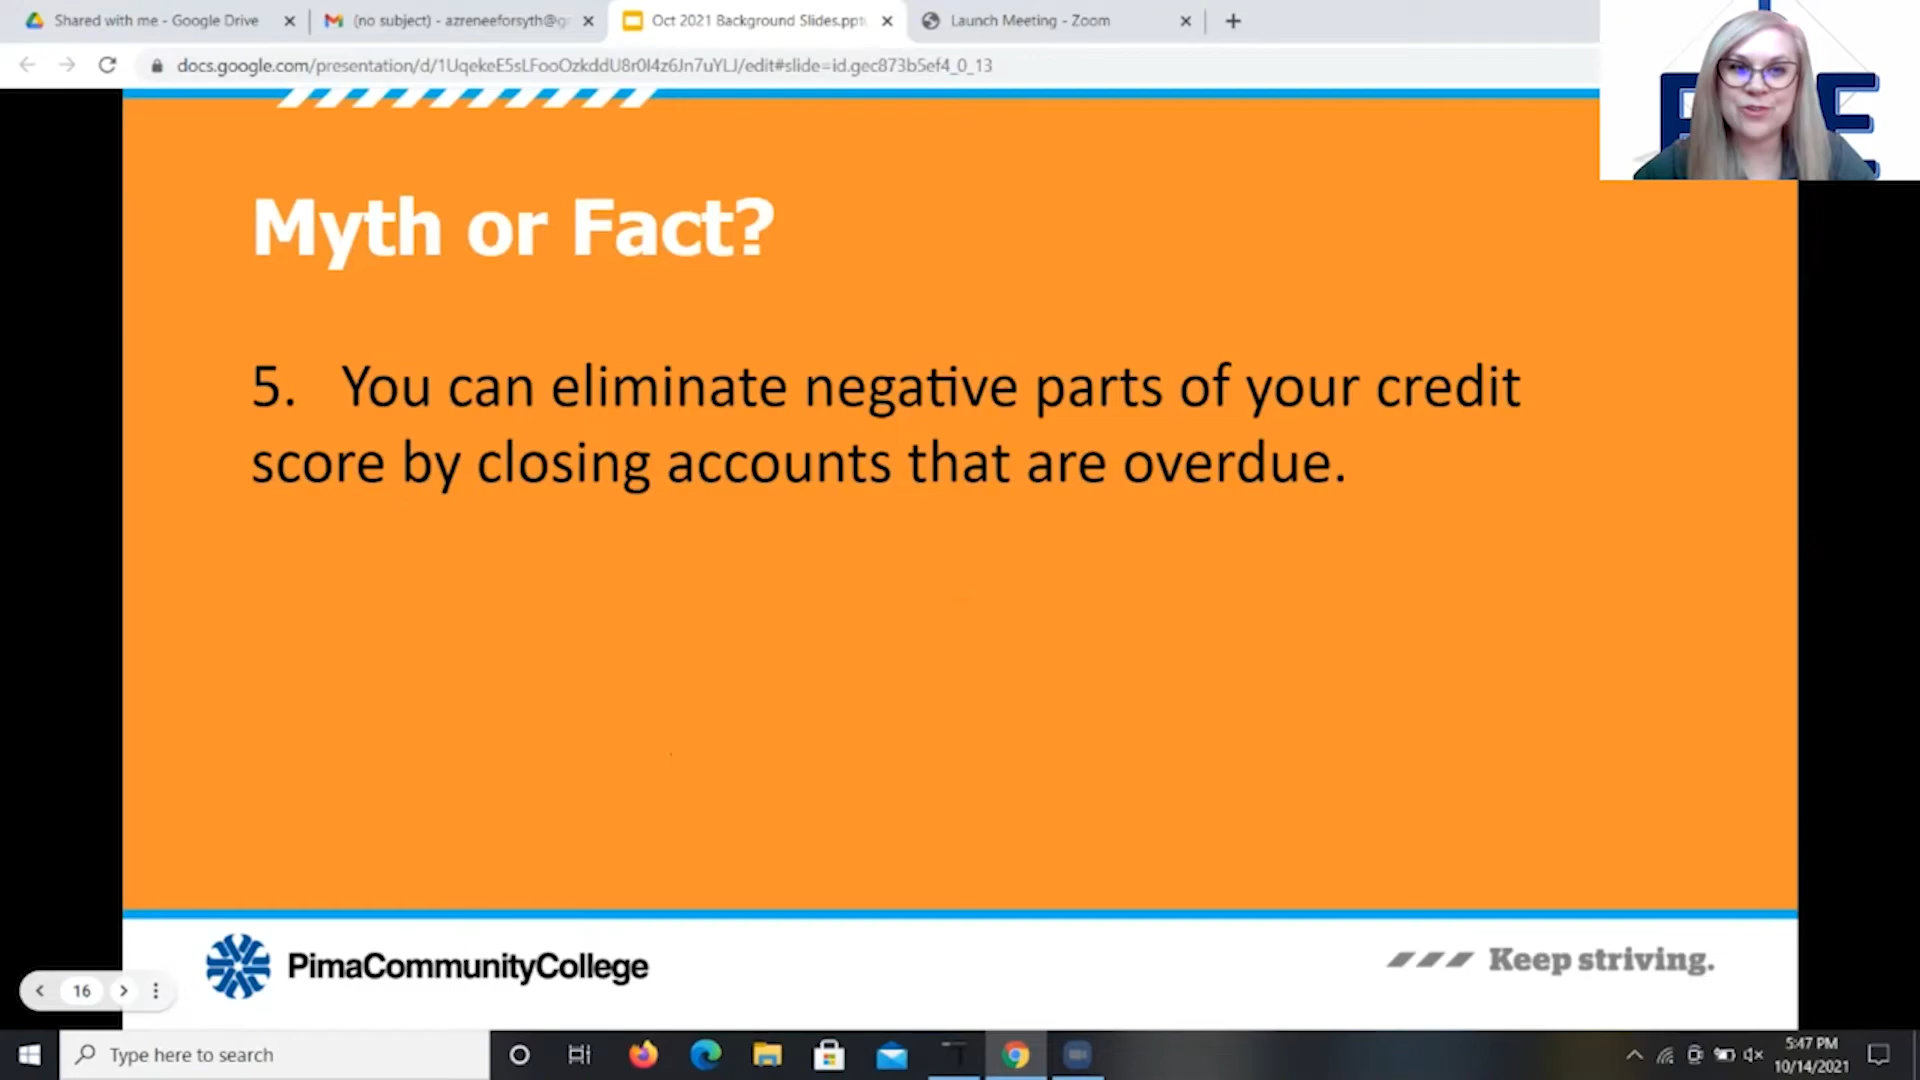 Shared with me - Google Drive
(no subject) - azreneeforsyth@g
Oct 2021 Background Slides.ppt
Launch Meeting - Zoom
docs.google.com/presentation/d/1UqekeE5sLFooOzkddU8r0l4z6Jn7uYLJ/edit#slide=id.gec873b5ef4_0_13
Myth or Fact?
5. You can eliminate negative parts of your credit
score by closing accounts that are overdue.
PimaCommunityCollege
Keep striving.
16
Type here to search
5:47 PM
10/14/2021